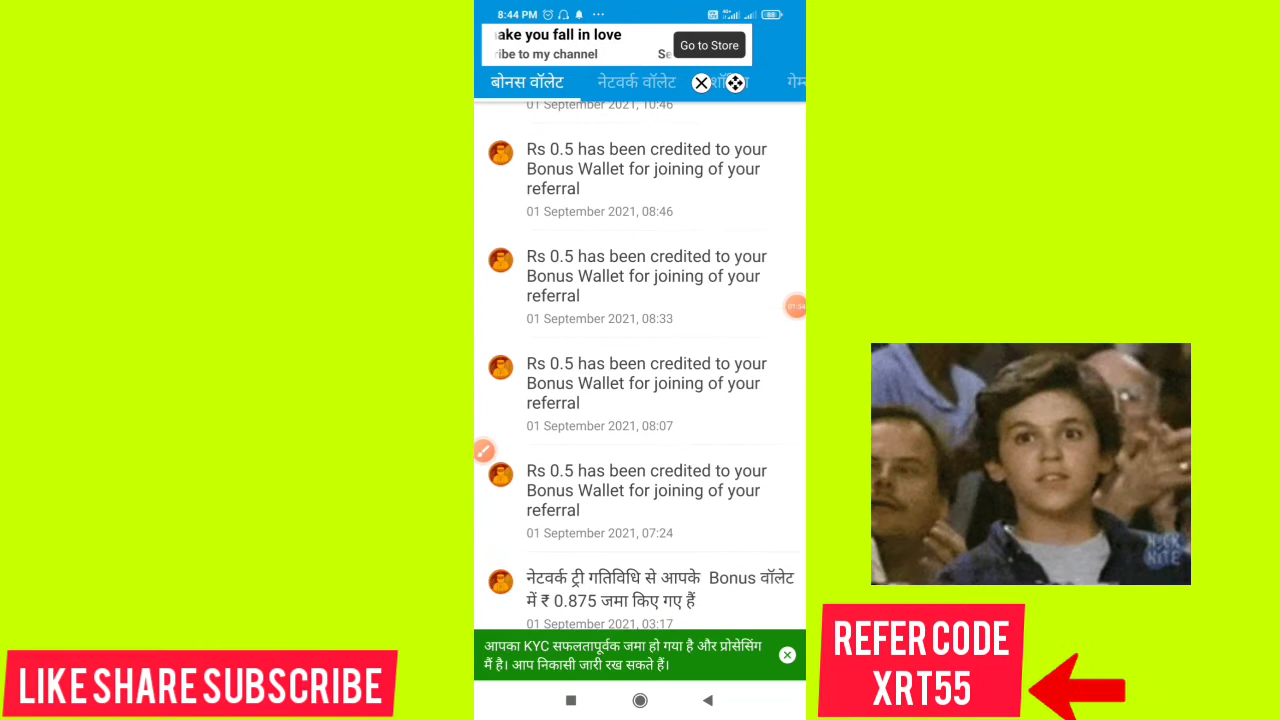 8:44 PM
ake you fall in love
ribe to my channel
Se
Go to Store
बोनस वॉलेट
नेटवर्क वॉलेट
01 September 2021, 10:46
Rs 0.5 has been credited to your
Bonus Wallet for joining of your
referral
01 September 2021, 08:46
Rs 0.5 has been credited to your
Bonus Wallet for joining of your
referral
01 September 2021, 08:33
01:54
Rs 0.5 has been credited to your
Bonus Wallet for joining of your
referral
01 September 2021, 08:07
Rs 0.5 has been credited to your
Bonus Wallet for joining of your
referral
01 September 2021, 07:24
नेटवर्क ट्री गतिविधि से आपके Bonus वॉलेट
में ₹ 0.875 जमा किए गए हैं
01 September 2021, 03:17
आपका KYC सफलतापूर्वक जमा हो गया है और प्रोसेसिंग
मैं है। आप निकासी जारी रख सकते हैं।
LIKE SHARE SUBSCRIBE
NICK
NITE
REFER CODE
XRT55